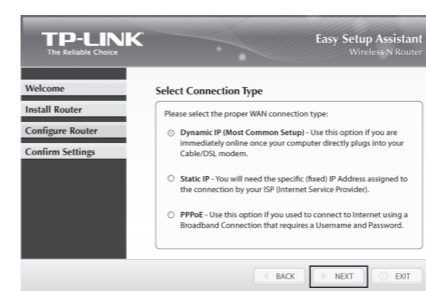 TP-LINK
The Reliable Choice
Easy Setup Assistant
Wireless N Router
Welcome
Install Router
Configure Router
Confirm Settings
Select Connection Type
Please select the proper WAN connection type:
Dynamic IP (Most Common Setup) - Use this option if you are
immediately online once your computer directly plugs into your
Cable/DSL modem.
Static IP - You will need the specific (fixed) IP Address assigned to
the connection by your ISP (Internet Service Provider).
PPPoE - Use this option if you used to connect to Internet using a
Broadband Connection that requires a Username and Password.
BACK
NEXT
EXIT